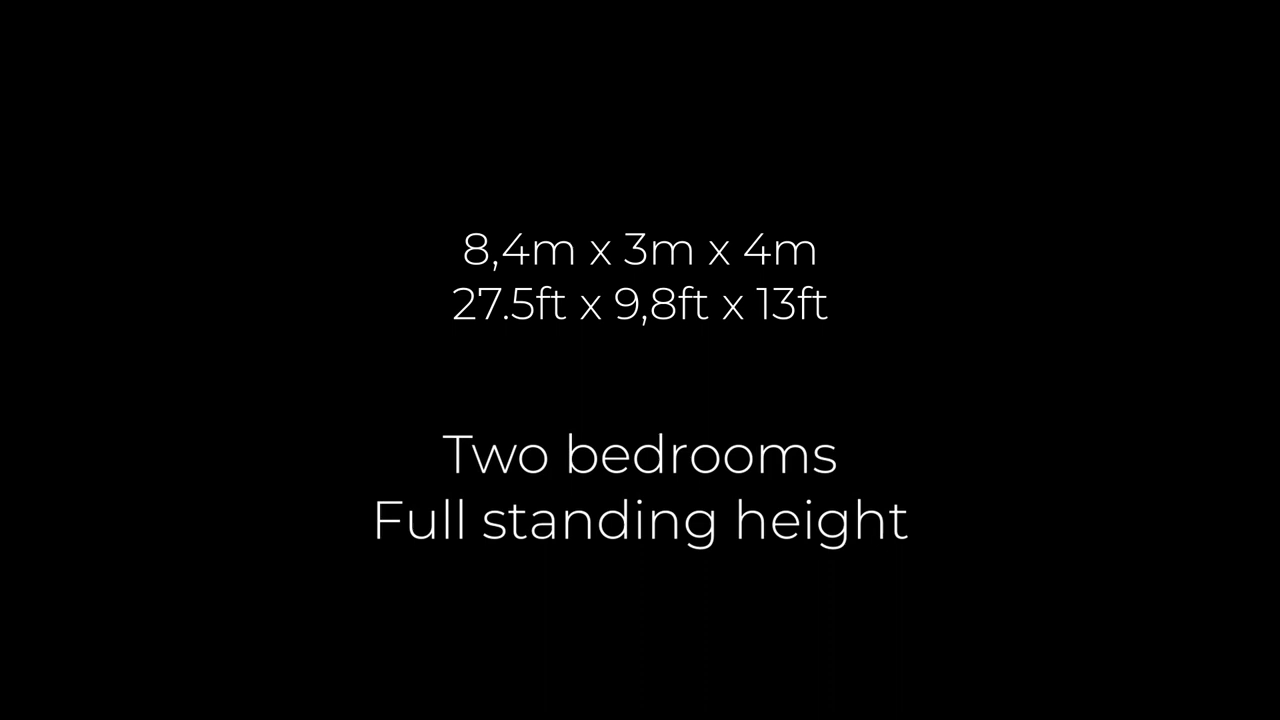 8,4m x 3m x 4m
27.5ft x 9,8ft x 13ft
Two bedrooms
Full standing height